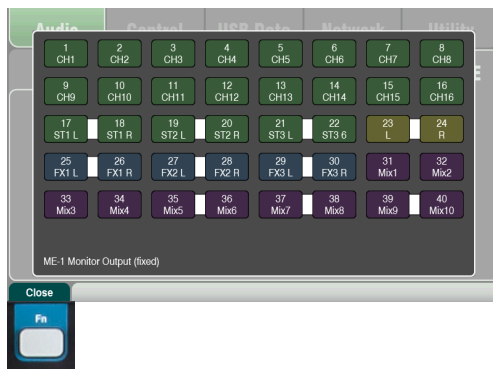 Audio Control USB Data Network Utility
1 2 3 4 5 6 7 8
CH1 CH2 CH3 CH4 CH5 CH6 CH7 CH8
9 10 11 12 13 14 15 16
CH9 CH10 CH11 CH12 CH13 CH14 CH15 CH16
17 18 19 20 21 22 23 24
ST1 L ST1 R ST2 L ST2 R ST3 L ST3 6 L R
25 26 27 28 29 30 31 32
FX1 L FX1 R FX2 L FX2 R FX3 L FX3 R Mix1 Mix2
33 34 35 36 37 38 39 40
Mix3 Mix4 Mix5 Mix6 Mix7 Mix8 Mix9 Mix10
ME-1 Monitor Output (fixed)
Close
Fn